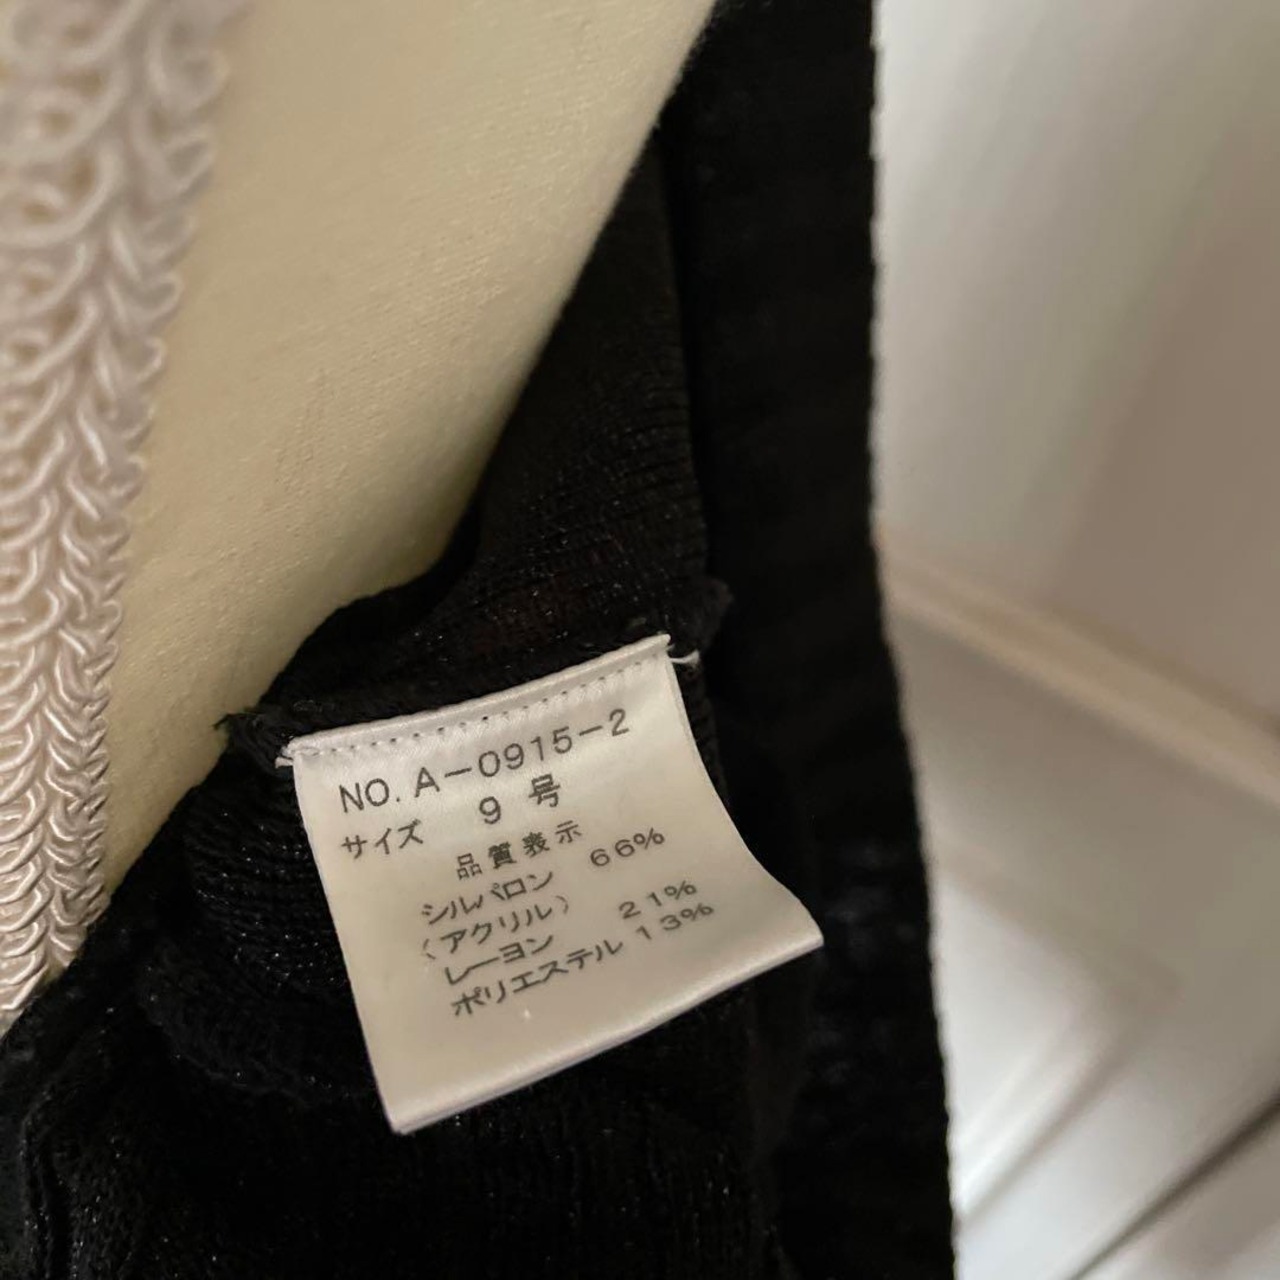 NO. A-0915-2
サイズ 9 号
品質表示
シルパロン 66%
(アクリル)
レーヨン 21%
ポリエステル 13%